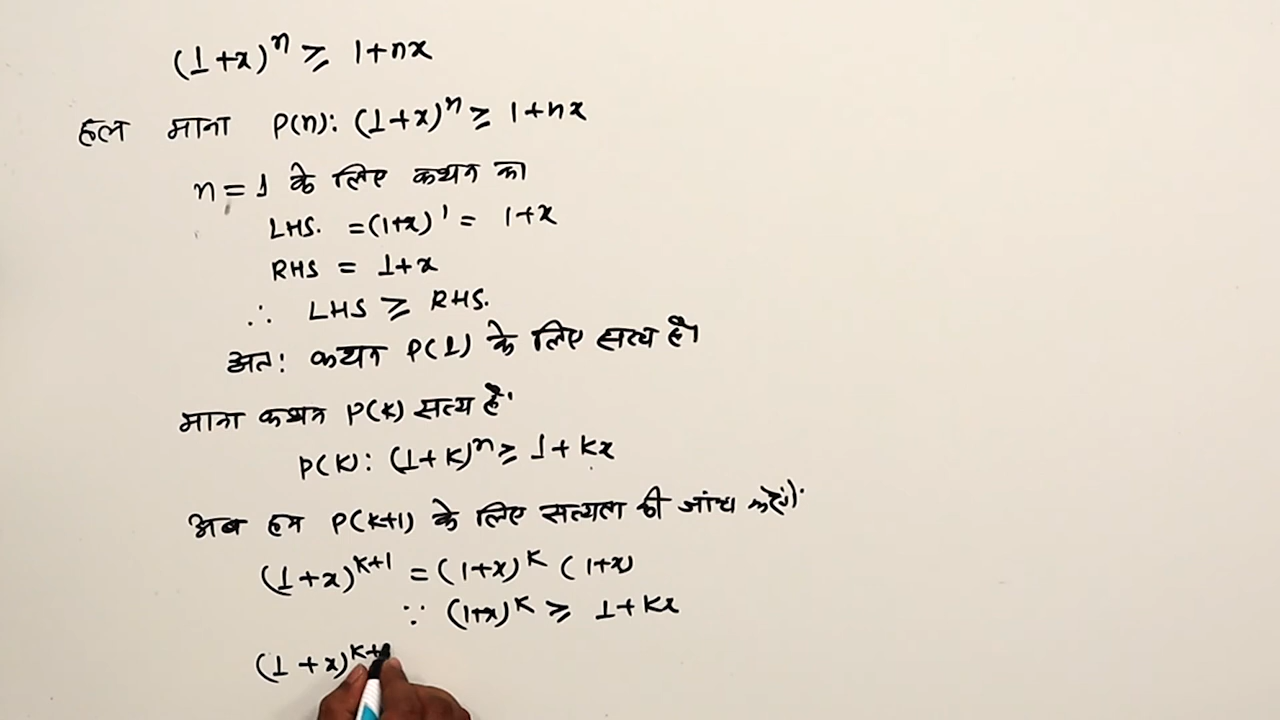 (1+x)ⁿ ≥ 1+nx
हल माना P(n): (1+x)ⁿ ≥ 1+nx
n=1 के लिए कथन का
LHS. =(1+x)¹ = 1+x
RHS = 1+x
∴ LHS ≥ RHS.
अत: कथन P(1) के लिए सत्य है।
माना कथन P(k) सत्य है.
P(k): (1+k)ⁿ ≥ 1+kx
अब हम P(k+1) के लिए सत्यता की जांच करेंगे।
(1+x)ᵏ⁺¹ = (1+x)ᵏ (1+x)
∵ (1+x)ᵏ ≥ 1+kx
(1+x)ᵏ⁺